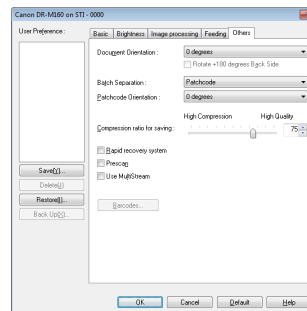 Canon DR-M160 on STI - 0000
User Preference :
Basic Brightness Image processing Feeding Others
Document Orientation : 0 degrees
Rotate +180 degrees Back Side
Batch Separation : Patchcode
Patchcode Orientation : 0 degrees
High Compression High Quality
Compression ratio for saving : 75
Rapid recovery system
Prescan
Use MultiStream
Save(Y)...
Delete(J)
Restore(I)...
Back Up(X)...
Barcodes...
OK Cancel Default Help